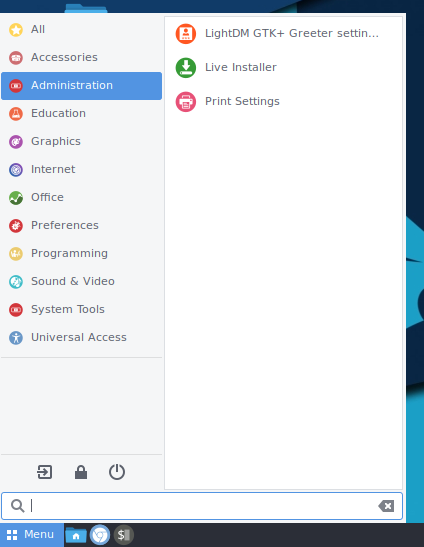 All
Accessories
Administration
Education
Graphics
Internet
Office
Preferences
Programming
Sound & Video
System Tools
Universal Access
LightDM GTK+ Greeter settin...
Live Installer
Print Settings
Menu
$